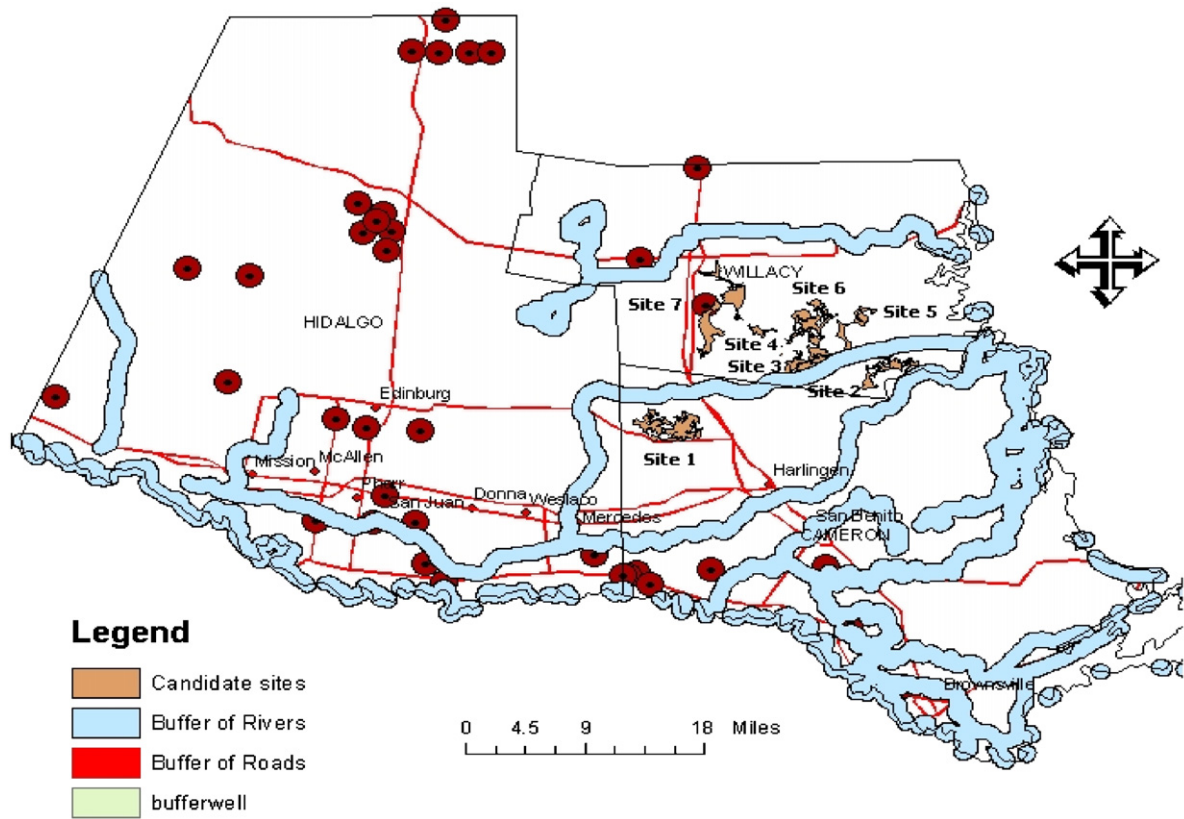 WILLACY
Site 6
Site 7
Site 5
HIDALGO
Site 4
Site 3
Site 2
Edinburg
Site 1
McAllen
Mission
Harlingen
Pharr
San Juan
Donna
Weslaco
Mercedes
San Benito
CAMERON
Brownsville
Legend
Candidate sites
Buffer of Rivers
Buffer of Roads
bufferwell
0 4.5 9 18 Miles